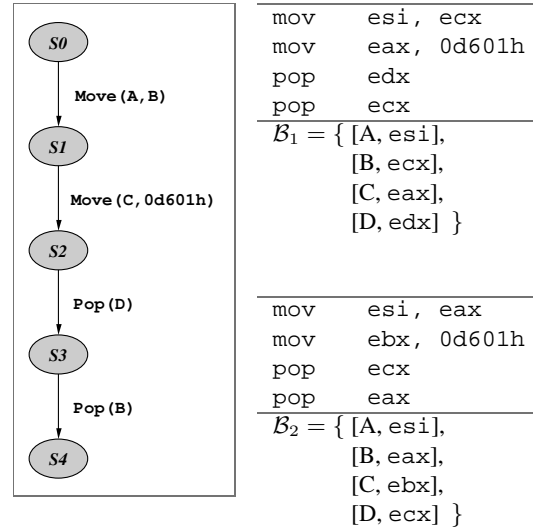 S0
Move(A,B)
S1
Move(C,0d601h)
S2
Pop(D)
S3
Pop(B)
S4
mov esi, ecx
mov eax, 0d601h
pop edx
pop ecx
ℬ₁ = { [A, esi],
[B, ecx],
[C, eax],
[D, edx] }
mov esi, eax
mov ebx, 0d601h
pop ecx
pop eax
ℬ₂ = { [A, esi],
[B, eax],
[C, ebx],
[D, ecx] }